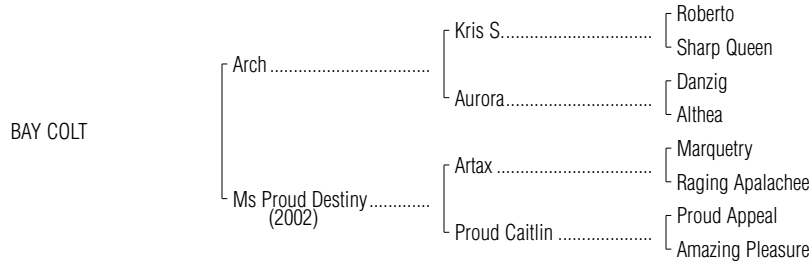 Roberto
Kris S.................................
Sharp Queen
Arch .................................
Danzig
Aurora.................................
Althea
BAY COLT
Marquetry
Artax .................................
Raging Apalachee
Ms Proud Destiny.............
(2002)
Proud Appeal
Proud Caitlin ....................
Amazing Pleasure